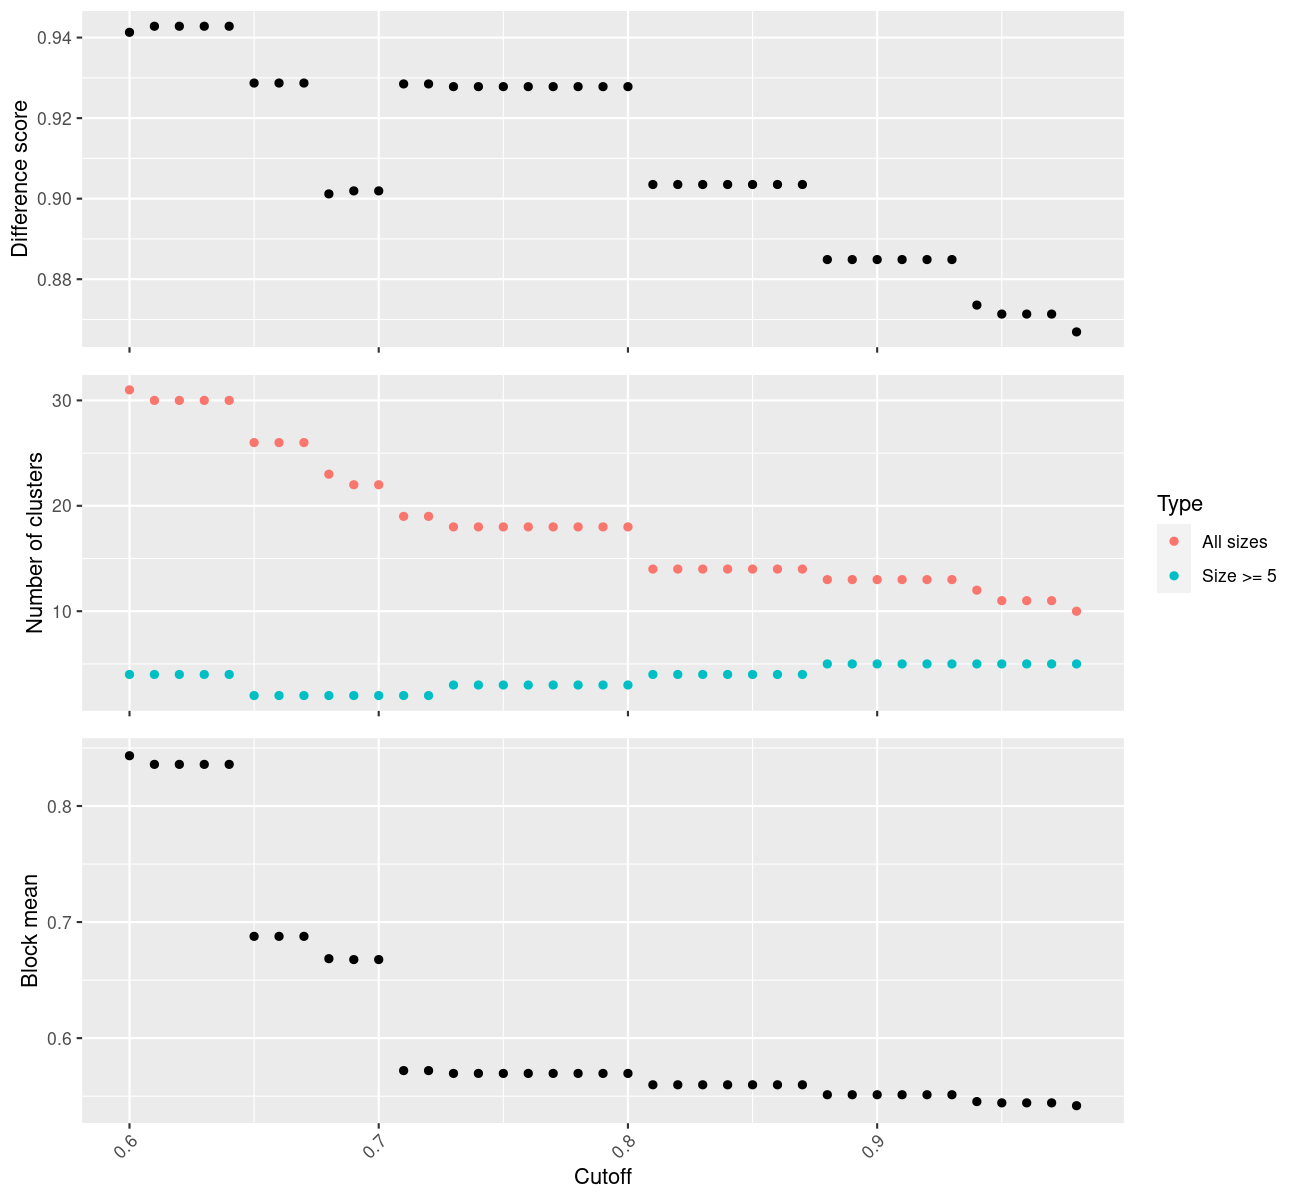 Difference score
0.94
0.92
0.90
0.88
Number of clusters
30
20
10
Type
All sizes
Size >= 5
Block mean
0.8
0.7
0.6
0.6
0.7
0.8
0.9
Cutoff